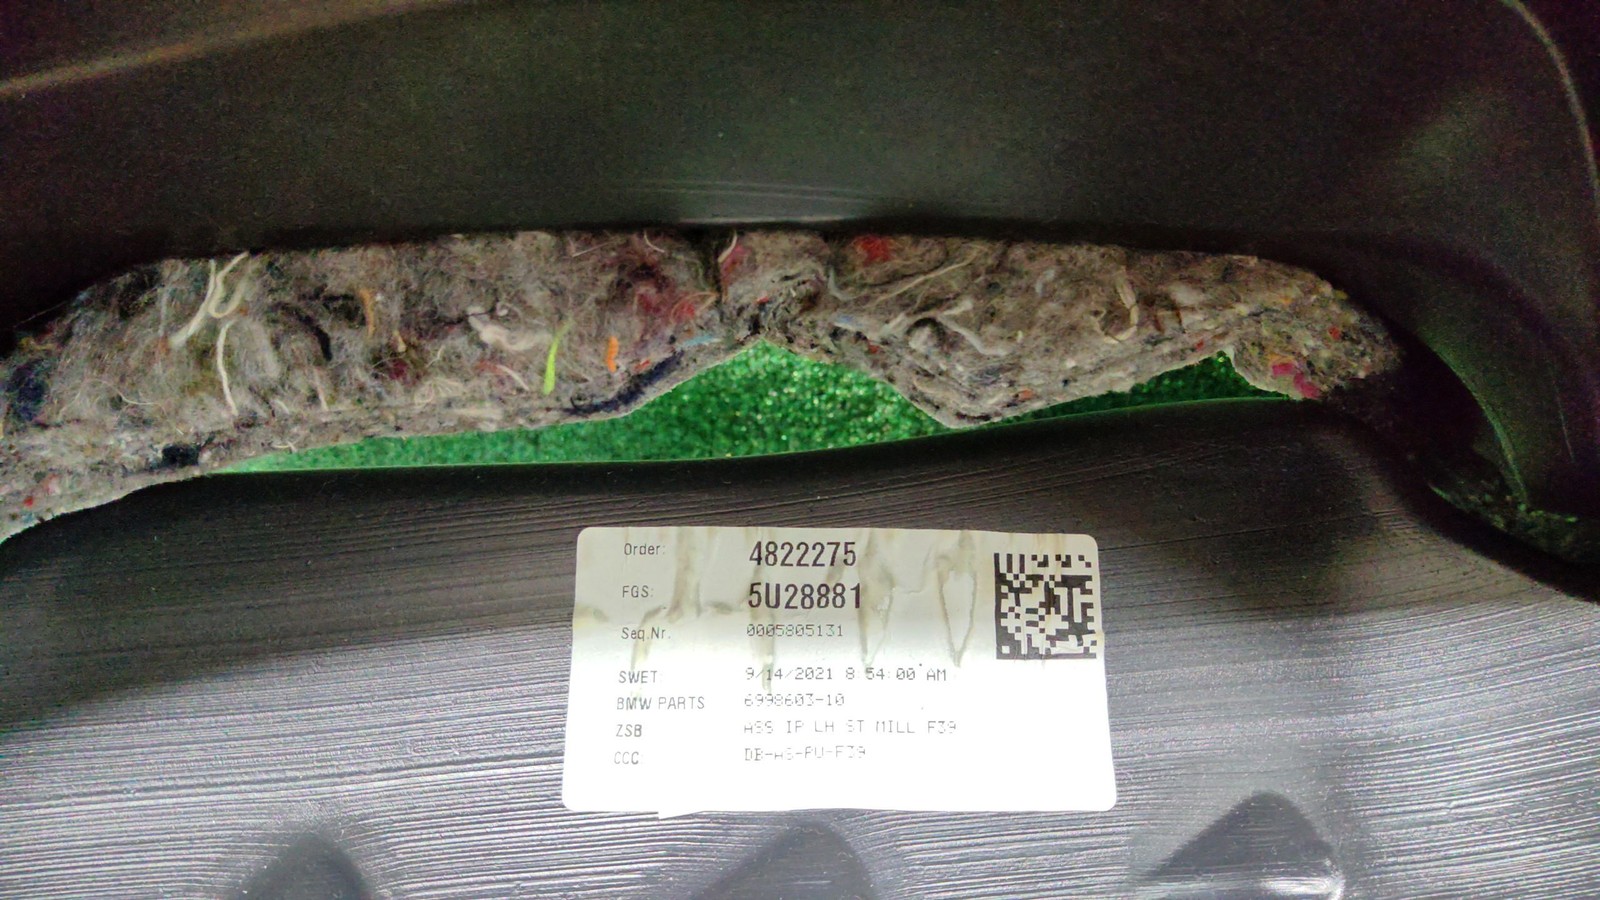 Order: 4822275
FGS: 5U28881
Seq.Nr. 0005805131
SWET: 9/14/2021 8:54:00 AM
BMW PARTS 6998603-10
ZSB ASS IP LH ST MILL F39
CCC: DB-AS-PU-F39